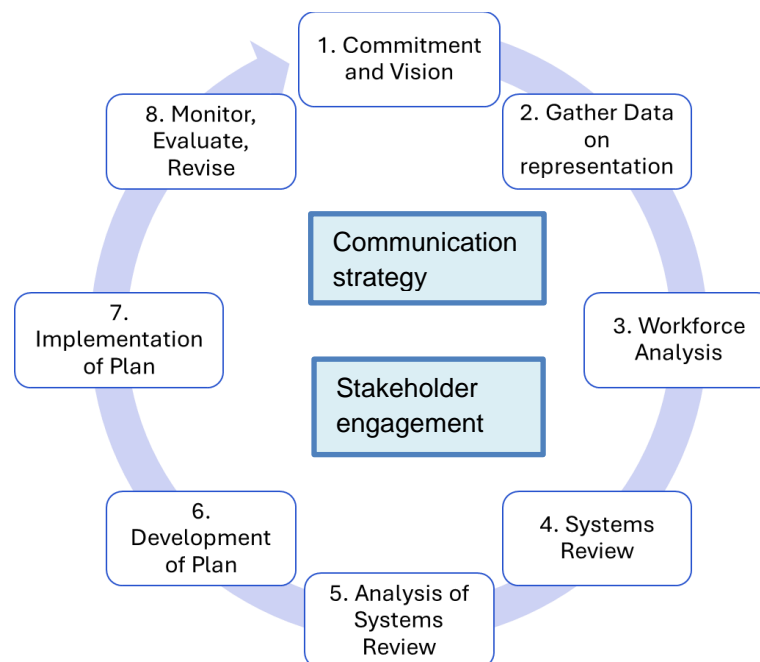 1. Commitment
and Vision
2. Gather Data
on
representation
3. Workforce
Analysis
4. Systems
Review
5. Analysis of
Systems
Review
6.
Development
of Plan
7.
Implementation
of Plan
8. Monitor,
Evaluate,
Revise
Communication
strategy
Stakeholder
engagement